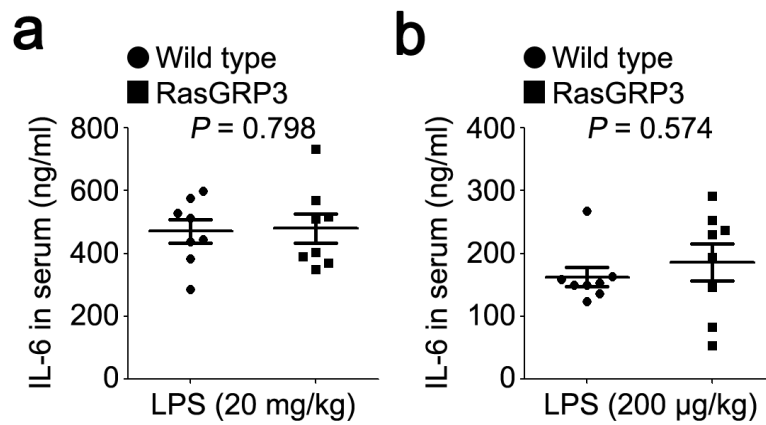 a
Wild type
RasGRP3
P = 0.798
IL-6 in serum (ng/ml)
800
600
400
200
0
LPS (20 mg/kg)
b
Wild type
RasGRP3
P = 0.574
IL-6 in serum (ng/ml)
400
300
200
100
0
LPS (200 µg/kg)